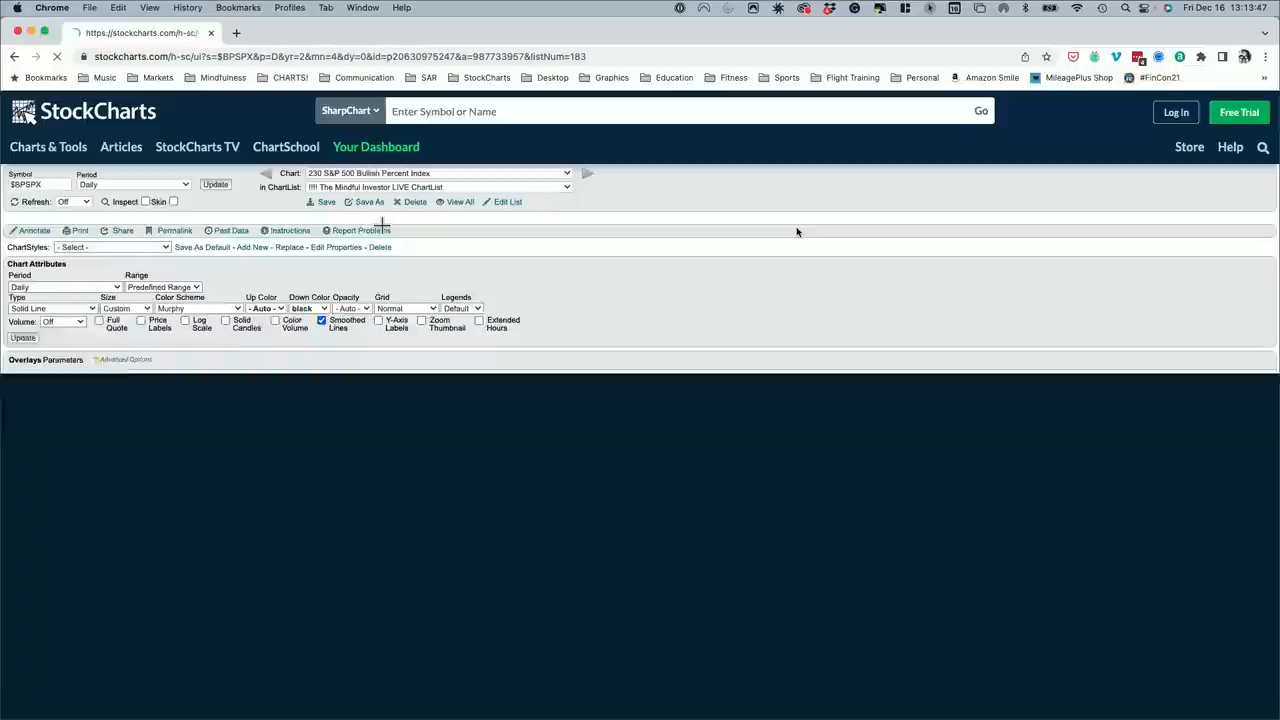 Chrome File Edit View History Bookmarks Profiles Tab Window Help Fri Dec 16 13:13:47
https://stockcharts.com/h-sc/
stockcharts.com/h-sc/ui?s=$BPSPX&p=D&yr=2&mn=4&dy=0&id=p20630975247&a=987733957&listNum=183
Bookmarks Music Markets Mindfulness CHARTS! Communication SAR StockCharts Desktop Graphics Education Fitness Sports Flight Training Personal Amazon Smile MileagePlus Shop #FinCon21
StockCharts SharpChart Enter Symbol or Name Go Log In Free Trial
Charts & Tools Articles StockCharts TV ChartSchool Your Dashboard Store Help
Symbol Period Chart: 230 S&P 500 Bullish Percent Index
$BPSPX Daily Update in ChartList: !!!! The Mindful Investor LIVE ChartList
Refresh: Off Inspect Skin Save Save As Delete View All Edit List
Annotate Print Share Permalink Past Data Instructions Report Problems
ChartStyles: - Select - Save As Default - Add New - Replace - Edit Properties - Delete
Chart Attributes
Period Range
Daily Predefined Range
Type Size Color Scheme Up Color Down Color Opacity Grid Legends
Solid Line Custom Murphy - Auto - black - Auto - Normal Default
Volume: Off Full Quote Price Labels Log Scale Solid Candles Color Volume Smoothed Lines Y-Axis Labels Zoom Thumbnail Extended Hours
Update
Overlays Parameters Advanced Options